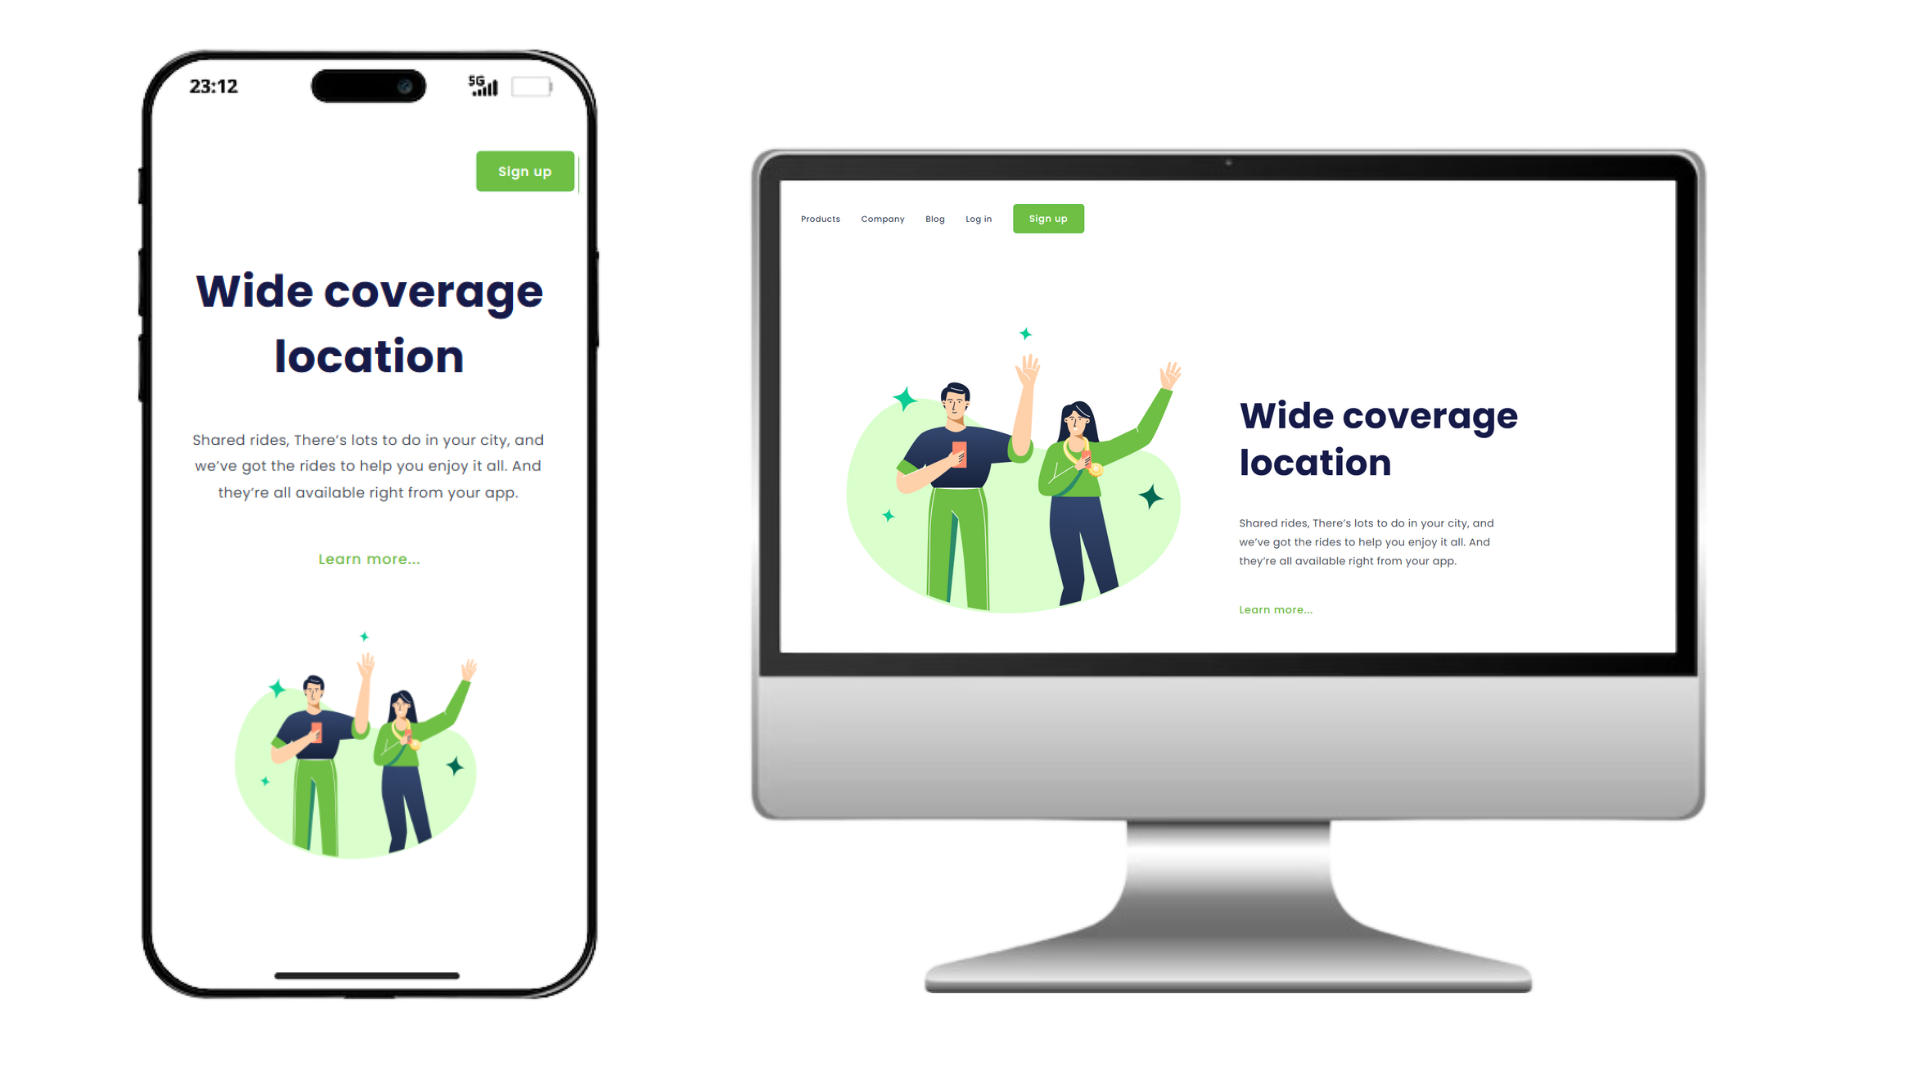 23:12
5G
Sign up
Wide coverage
location
Shared rides, There's lots to do in your city, and
we've got the rides to help you enjoy it all. And
they're all available right from your app.
Learn more...
Products Company Blog Log in Sign up
Wide coverage
location
Shared rides, There's lots to do in your city, and
we've got the rides to help you enjoy it all. And
they're all available right from your app.
Learn more...